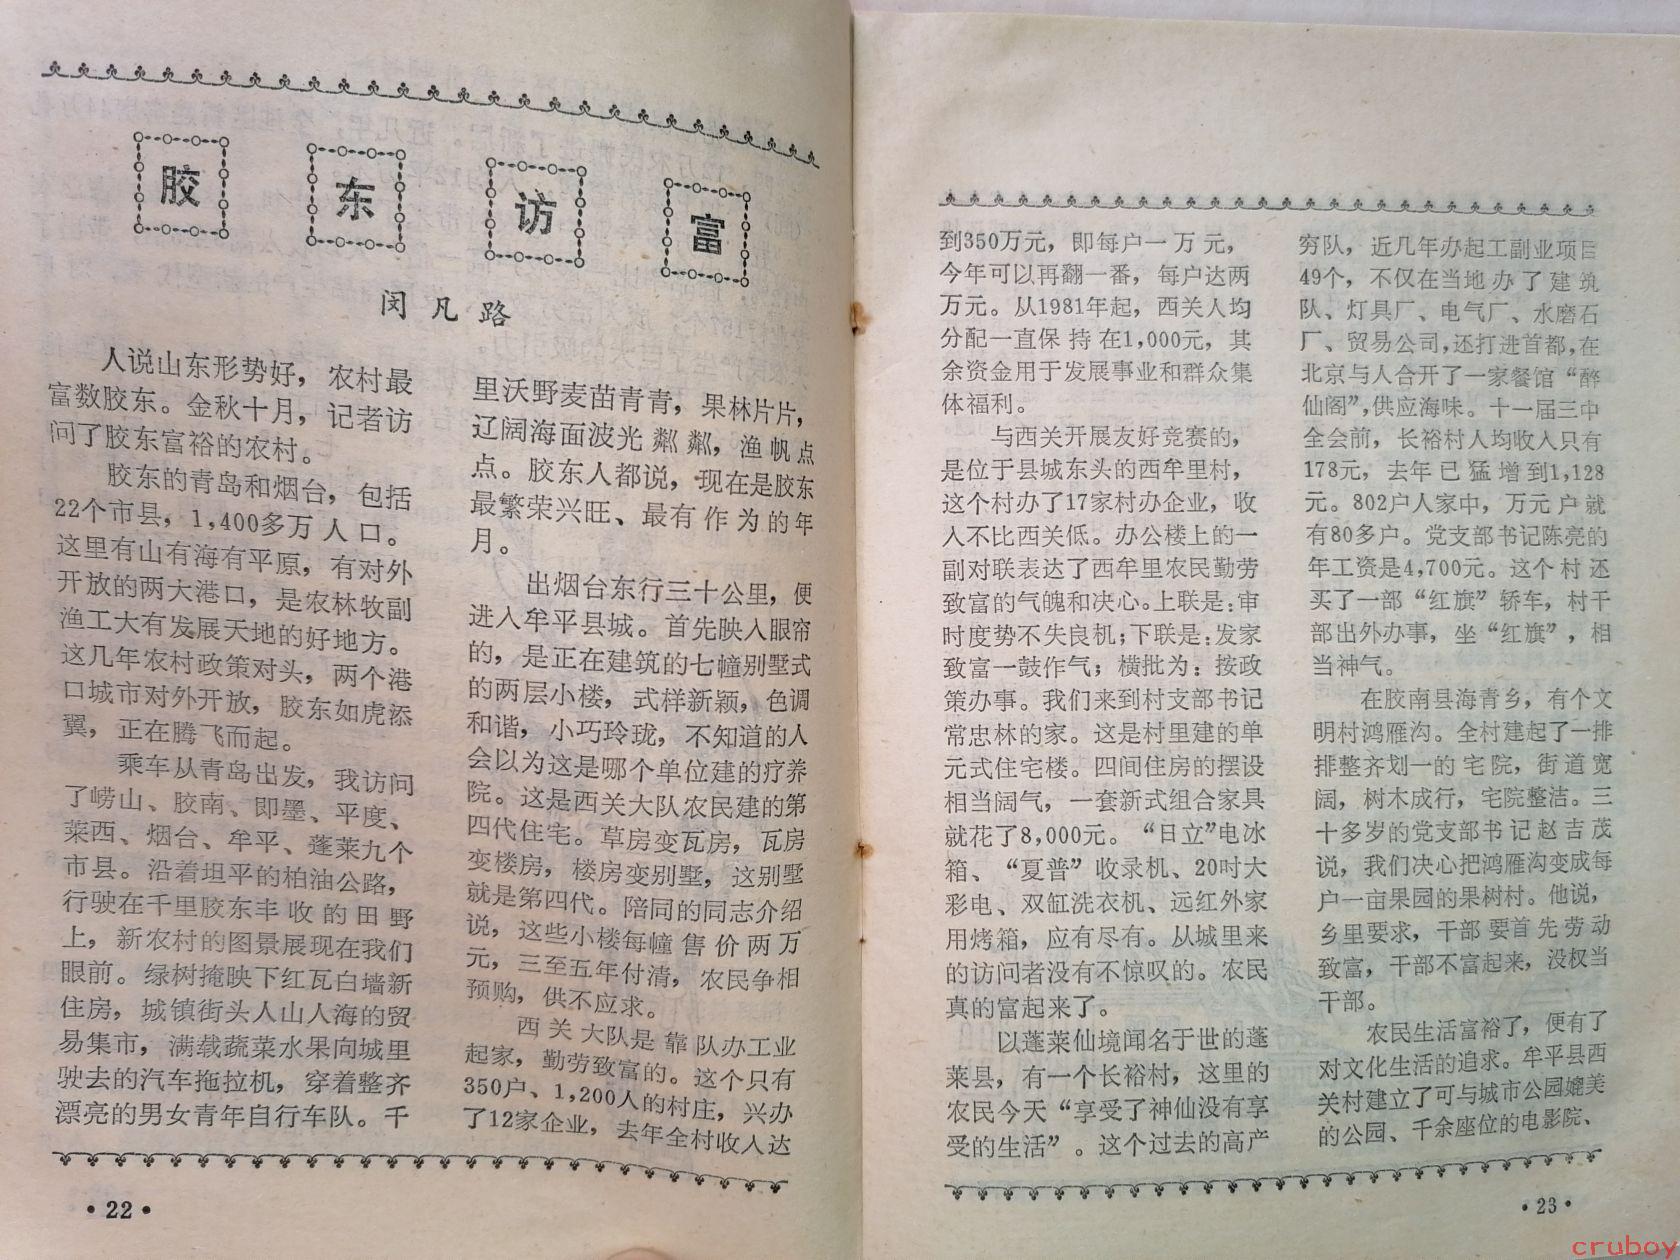 胶东访富
闵凡路
人说山东形势好，农村最
富数胶东。金秋十月，记者访
问了胶东富裕的农村。
胶东的青岛和烟台，包括
22个市县，1,400多万人口。
这里有山有海有平原，有对外
开放的两大港口，是农林牧副
渔工大有发展天地的好地方。
这几年农村政策对头，两个港
口城市对外开放，胶东如虎添
翼，正在腾飞而起。
乘车从青岛出发，我访问
了崂山、胶南、即墨、平度、
莱西、烟台、牟平、蓬莱九个
市县。沿着坦平的柏油公路，
行驶在千里胶东丰收的田野
上，新农村的图景展现在我们
眼前。绿树掩映下红瓦白墙新
住房，城镇街头人山人海的贸
易集市，满载蔬菜水果向城里
驶去的汽车拖拉机，穿着整齐
漂亮的男女青年自行车队。千
里沃野麦苗青青，果林片片，
辽阔海面波光粼粼，渔帆点
点。胶东人都说，现在是胶东
最繁荣兴旺、最有作为的年
月。
出烟台东行三十公里，便
进入牟平县城。首先映入眼帘
的，是正在建筑的七幢别墅式
的两层小楼，式样新颖，色调
和谐，小巧玲珑，不知道的人
会以为这是哪个单位建的疗养
院。这是西关大队农民建的第
四代住宅。草房变瓦房，瓦房
变楼房，楼房变别墅，这别墅
就是第四代。陪同的同志介绍
说，这些小楼每幢售价两万
元，三至五年付清，农民争相
预购，供不应求。
西关大队是靠队办工业
起家，勤劳致富的。这个只有
350户、1,200人的村庄，兴办
了12家企业，去年全村收入达
·22·
到350万元，即每户一万元，
今年可以再翻一番，每户达两
万元。从1981年起，西关人均
分配一直保持在1,000元，其
余资金用于发展事业和群众集
体福利。
与西关开展友好竞赛的，
是位于县城东头的西牟里村，
这个村办了17家村办企业，收
入不比西关低。办公楼上的一
副对联表达了西牟里农民勤劳
致富的气魄和决心。上联是：审
时度势不失良机；下联是：发家
致富一鼓作气；横批为：按政
策办事。我们来到村支部书记
常忠林的家。这是村里建的单
元式住宅楼。四间住房的摆设
相当阔气，一套新式组合家具
就花了8,000元。“日立”电冰
箱、“夏普”收录机、20吋大
彩电、双缸洗衣机、远红外家
用烤箱，应有尽有。从城里来
的访问者没有不惊叹的。农民
真的富起来了。
以蓬莱仙境闻名于世的蓬
莱县，有一个长裕村，这里的
农民今天“享受了神仙没有享
受的生活”。这个过去的高产
穷队，近几年办起工副业项目
49个，不仅在当地办了建筑
队、灯具厂、电气厂、水磨石
厂、贸易公司，还打进首都，在
北京与人合开了一家餐馆“醉
仙阁”，供应海味。十一届三中
全会前，长裕村人均收入只有
178元，去年已猛增到1,128
元。802户人家中，万元户就
有80多户。党支部书记陈亮的
年工资是4,700元。这个村还
买了一部“红旗”轿车，村干
部出外办事，坐“红旗”，相
当神气。
在胶南县海青乡，有个文
明村鸿雁沟。全村建起了一排
排整齐划一的宅院，街道宽
阔，树木成行，宅院整洁。三
十多岁的党支部书记赵吉茂
说，我们决心把鸿雁沟变成每
户一亩果园的果树村。他说，
乡里要求，干部要首先劳动
致富，干部不富起来，没权当
干部。
农民生活富裕了，便有了
对文化生活的追求。牟平县西
关村建立了可与城市公园媲美
的公园、千余座位的电影院、
·23·
cruboy